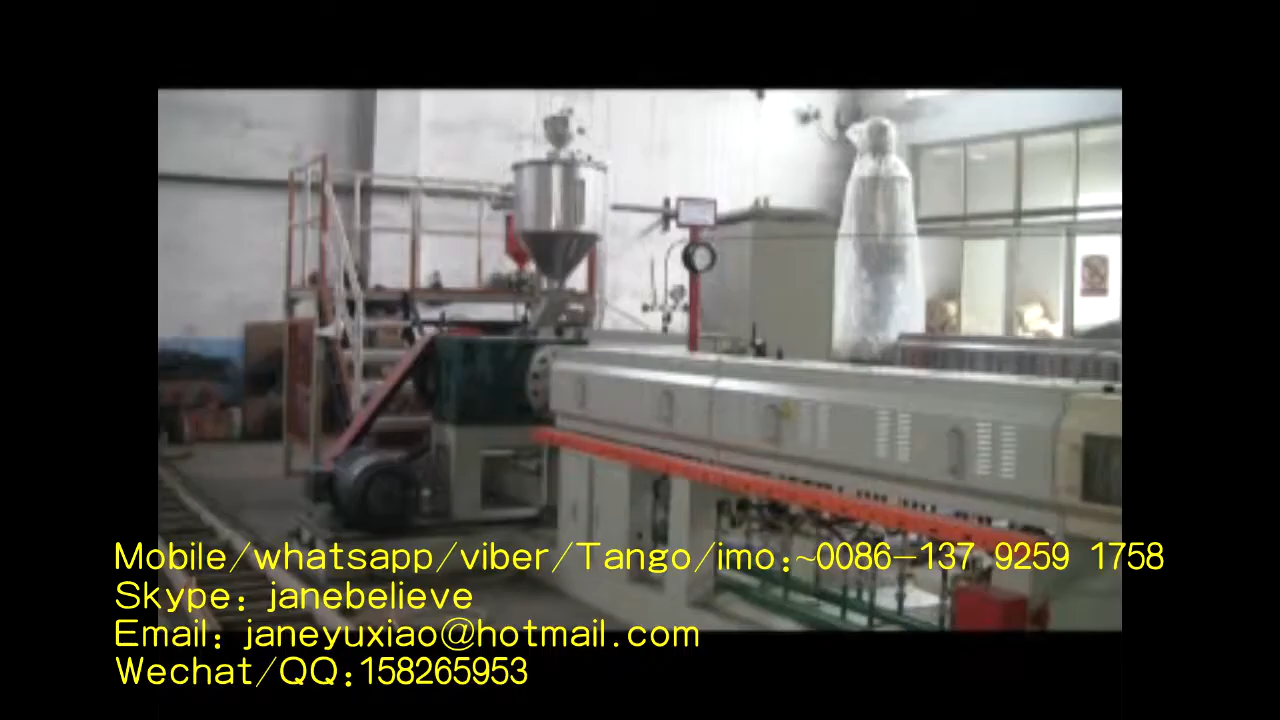 Mobile/whatsapp/viber/Tango/imo:~0086-137 9259 1758
Skype: janebelieve
Email: janeyuxiao@hotmail.com
Wechat/QQ:158265953